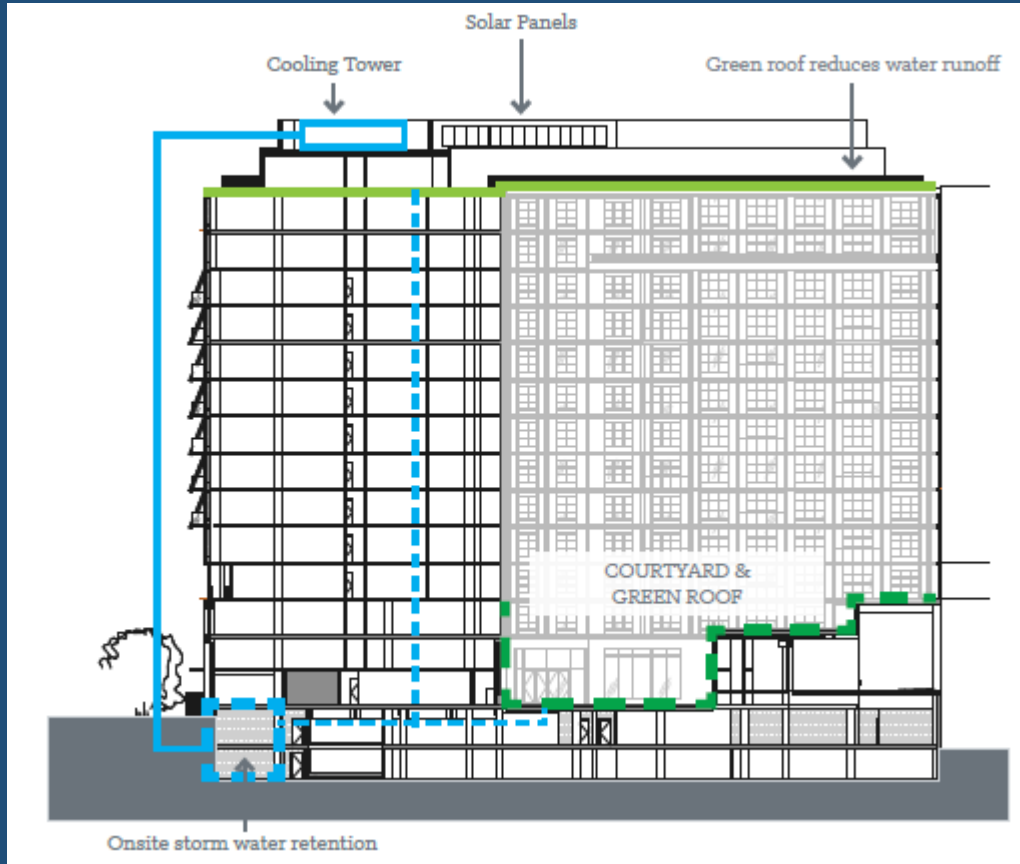 Solar Panels
Cooling Tower
Green roof reduces water runoff
COURTYARD &
GREEN ROOF
Onsite storm water retention